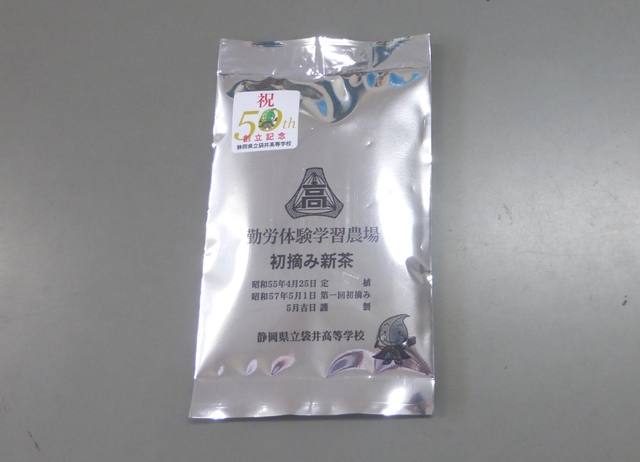 祝
50th
創立記念
静岡県立袋井高等学校
高
勤労体験学習農場
初摘み新茶
昭和55年4月25日 定 植
昭和57年5月1日 第一回初摘み
5月吉日 謹 製
静岡県立袋井高等学校